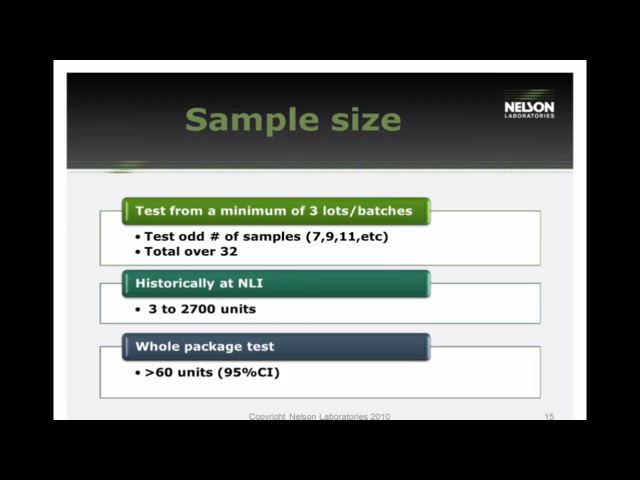 Sample size
NELSON
LABORATORIES
Test from a minimum of 3 lots/batches
• Test odd # of samples (7,9,11,etc)
• Total over 32
Historically at NLI
• 3 to 2700 units
Whole package test
• >60 units (95%CI)
Copyright Nelson Laboratories 2010
15